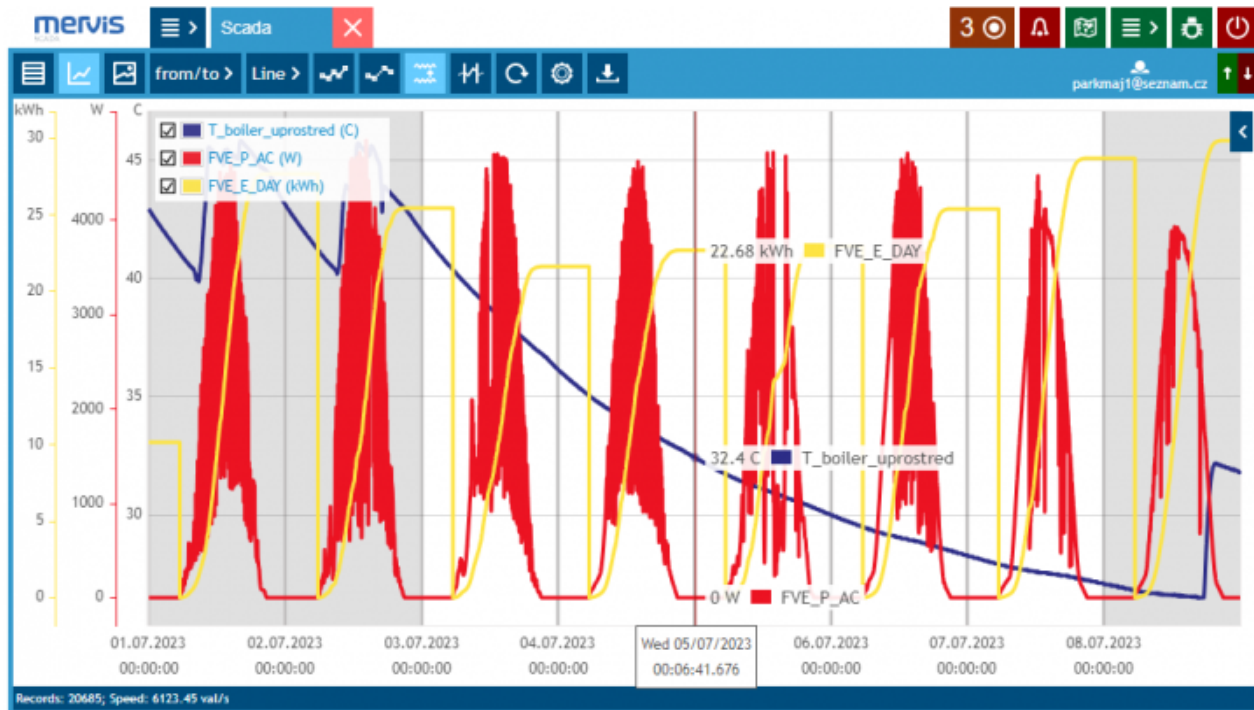 mervis
SCADA
Scada
3
from/to >
Line >
parkmaj1@seznam.cz
kWh
W
C
30
25
20
15
10
5
0
4000
3000
2000
1000
0
45
40
35
30
T_boiler_uprostred (C)
FVE_P_AC (W)
FVE_E_DAY (kWh)
22.68 kWh FVE_E_DAY
32.4 C T_boiler_uprostred
0 W FVE_P_AC
01.07.2023 02.07.2023 03.07.2023 04.07.2023 Wed 05/07/2023 06.07.2023 07.07.2023 08.07.2023
00:00:00 00:00:00 00:00:00 00:00:00 00:06:41.676 00:00:00 00:00:00 00:00:00
Records: 20685; Speed: 6123.45 val/s